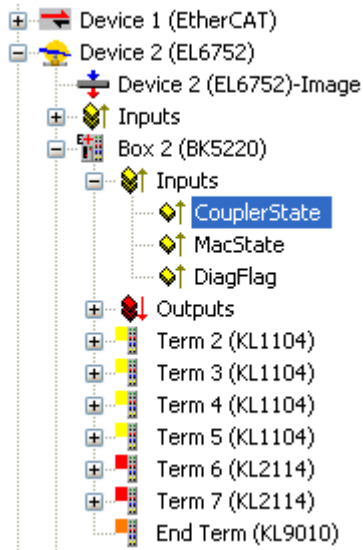 Device 1 (EtherCAT)
Device 2 (EL6752)
Device 2 (EL6752)-Image
Inputs
Box 2 (BK5220)
Inputs
CouplerState
MacState
DiagFlag
Outputs
Term 2 (KL1104)
Term 3 (KL1104)
Term 4 (KL1104)
Term 5 (KL1104)
Term 6 (KL2114)
Term 7 (KL2114)
End Term (KL9010)